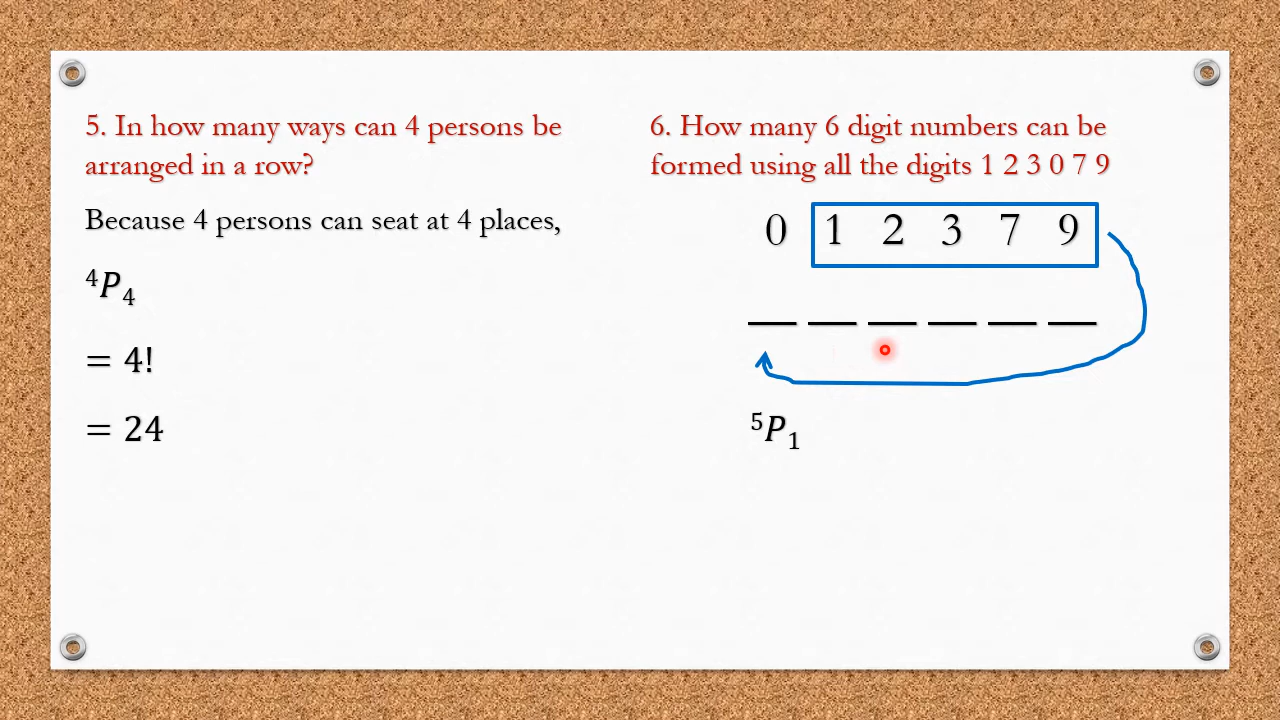 5. In how many ways can 4 persons be
arranged in a row?
Because 4 persons can seat at 4 places,
⁴P₄
= 4!
= 24
6. How many 6 digit numbers can be
formed using all the digits 1 2 3 0 7 9
0 1 2 3 7 9
⁵P₁